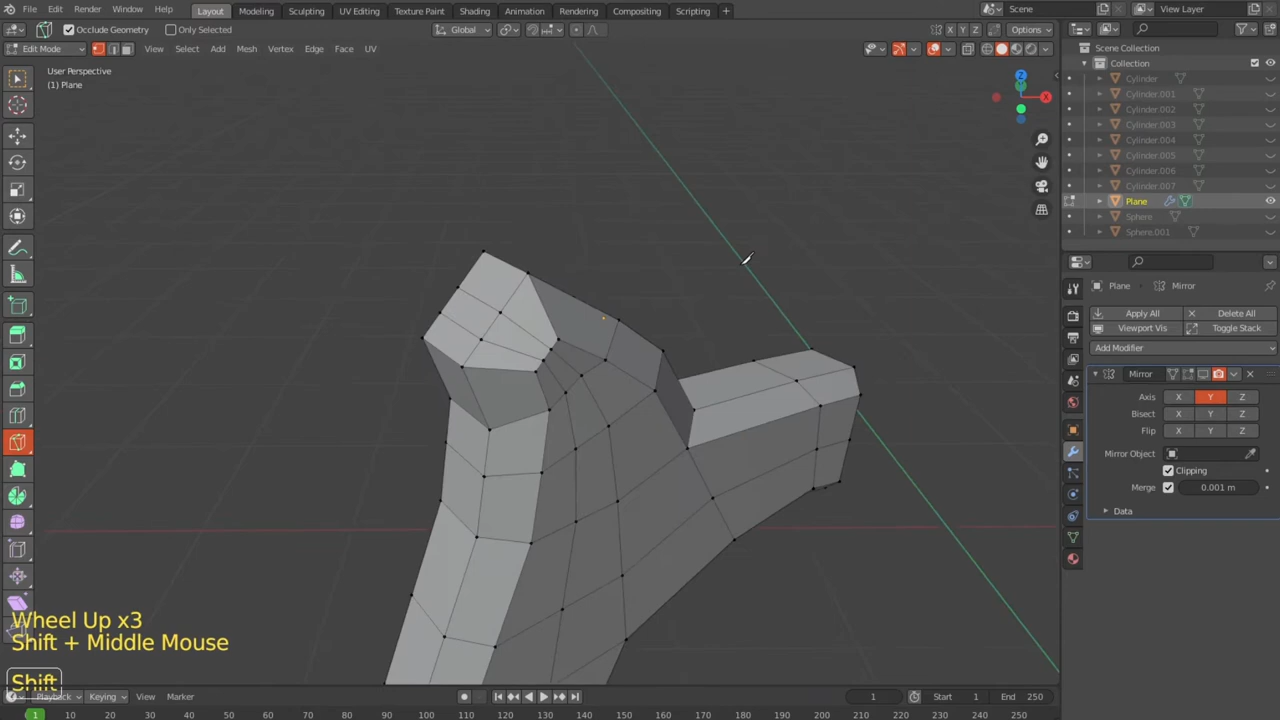 File Edit Render Window Help Layout Modeling Sculpting UV Editing Texture Paint Shading Animation Rendering Compositing Scripting + Scene View Layer
Occlude Geometry Only Selected Global X Y Z Options
Edit Mode View Select Add Mesh Vertex Edge Face UV
User Perspective
(1) Plane
Z
X
Scene Collection
Collection
Cylinder
Cylinder.001
Cylinder.002
Cylinder.003
Cylinder.004
Cylinder.005
Cylinder.006
Cylinder.007
Plane
Sphere
Sphere.001
Plane Mirror
Apply All Delete All
Viewport Vis Toggle Stack
Add Modifier
Mirror
Axis X Y Z
Bisect X Y Z
Flip X Y Z
Mirror Object
Clipping
Merge 0.001 m
Data
Wheel Up x3
Shift + Middle Mouse
Shift
Playback Keying View Marker 1 Start 1 End 250
1 10 20 30 40 50 60 70 80 90 100 110 120 130 140 150 160 170 180 190 200 210 220 230 240 250